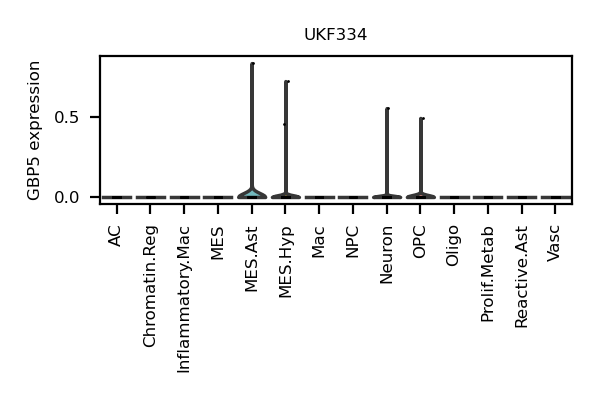 UKF334
GBP5 expression
0.5
0.0
AC
Chromatin.Reg
Inflammatory.Mac
MES
MES.Ast
MES.Hyp
Mac
NPC
Neuron
OPC
Oligo
Prolif.Metab
Reactive.Ast
Vasc